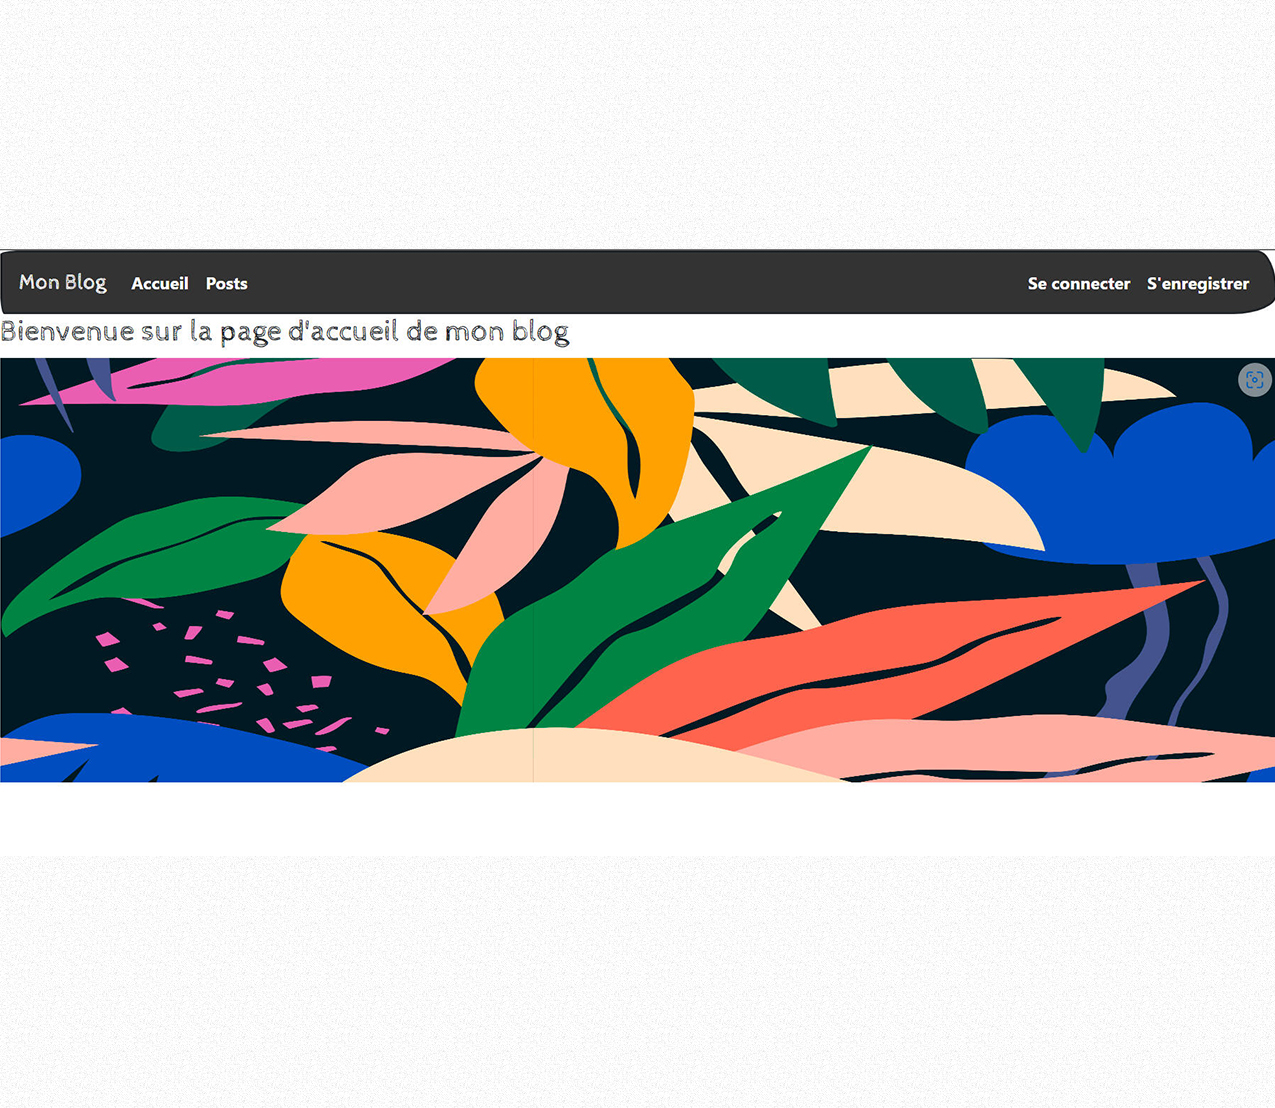 Mon Blog Accueil Posts Se connecter S'enregistrer
Bienvenue sur la page d'accueil de mon blog